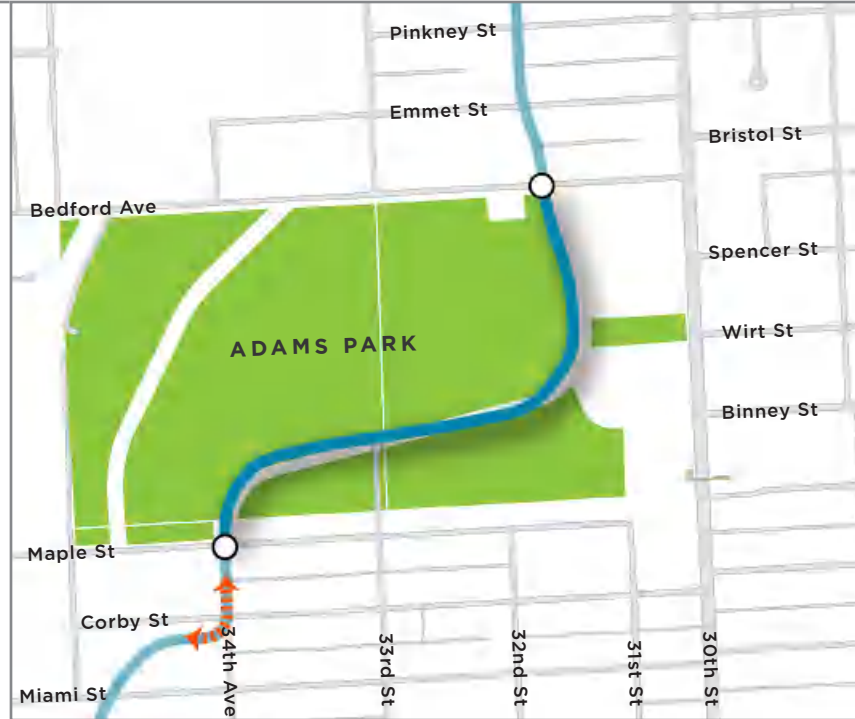 Pinkney St
Emmet St
Bristol St
Bedford Ave
Spencer St
Wirt St
ADAMS PARK
Binney St
Maple St
Corby St
Miami St
34th Ave
33rd St
32nd St
31st St
30th St